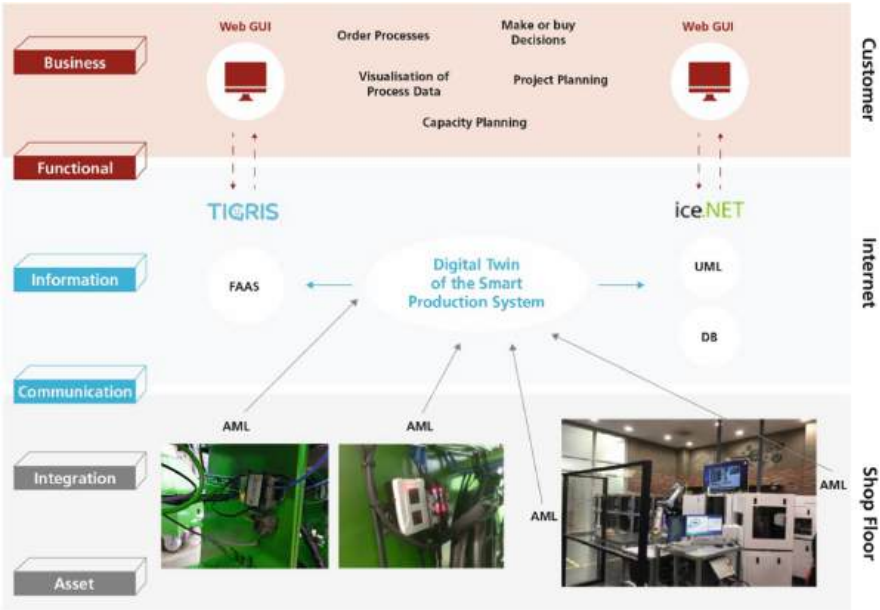 Web GUI
Order Processes
Make or buy
Decisions
Web GUI
Business
Customer
Visualisation of
Process Data
Project Planning
Capacity Planning
Functional
TIGRIS
ice.NET
Information
FAAS
Digital Twin
of the Smart
Production System
UML
DB
Internet
Communication
AML
AML
Integration
AML
AML
Shop Floor
Asset